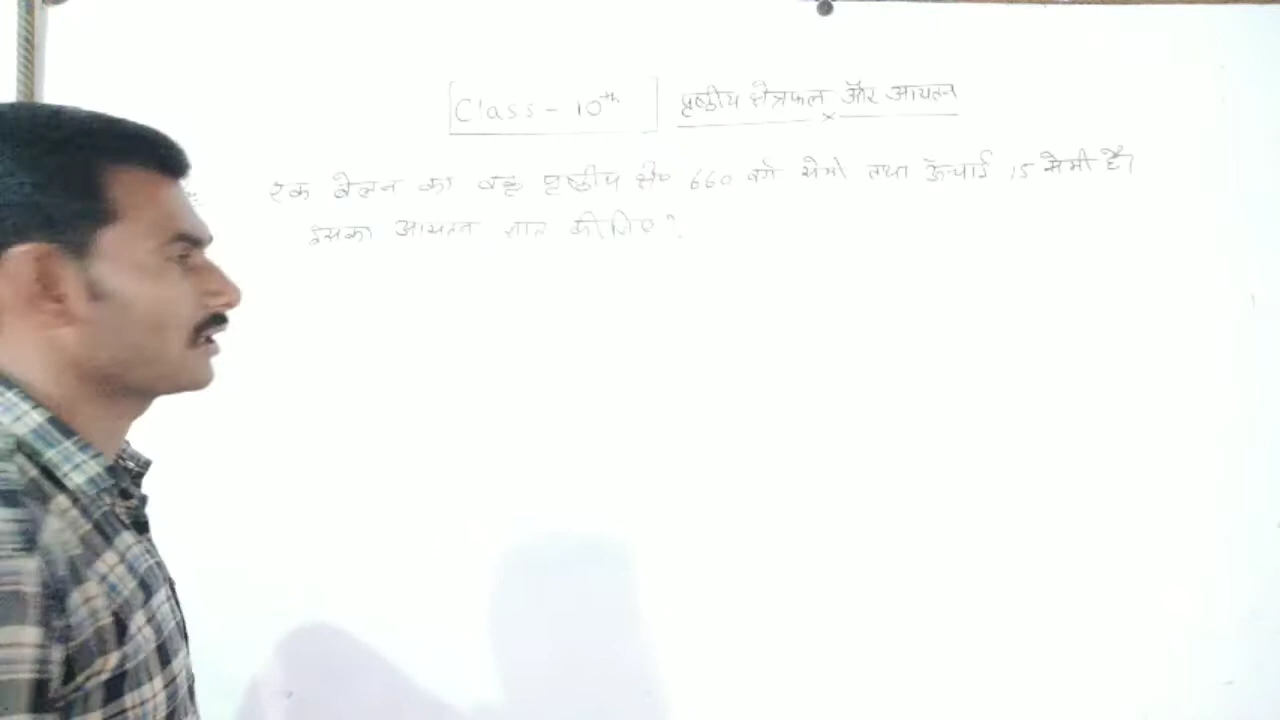 Class - 10th पृष्ठीय क्षेत्रफल और आयतन
एक बेलन का वक्र पृष्ठीय क्षे० 660 वर्ग सेमी तथा ऊँचाई 15 सेमी है।
इसका आयतन ज्ञात कीजिए?